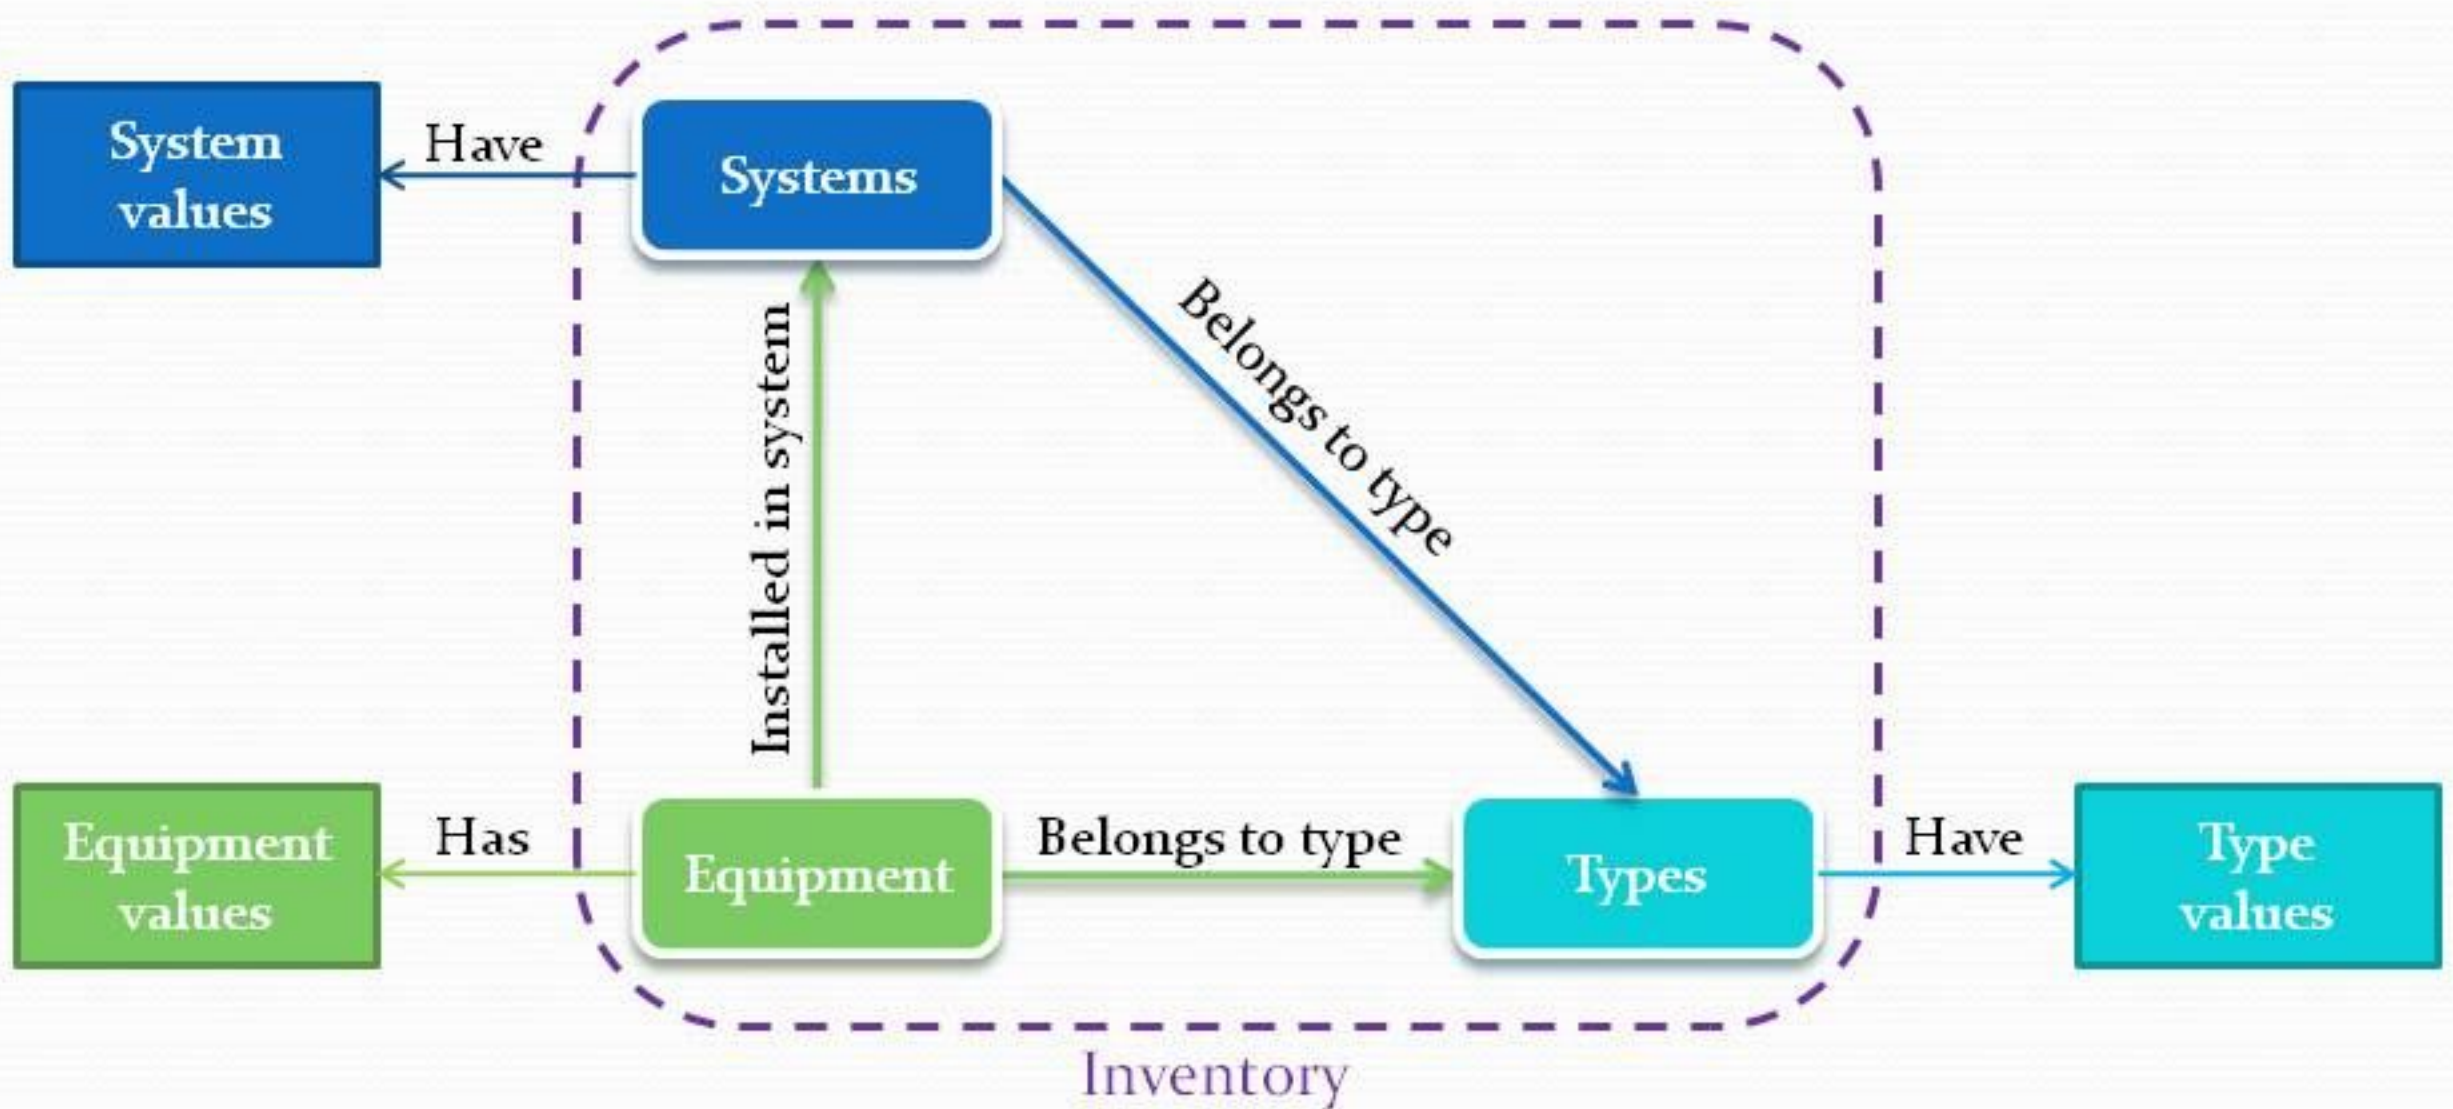 System
values
Have
Systems
Installed in system
Belongs to type
Equipment
values
Has
Equipment
Belongs to type
Types
Have
Type
values
Inventory